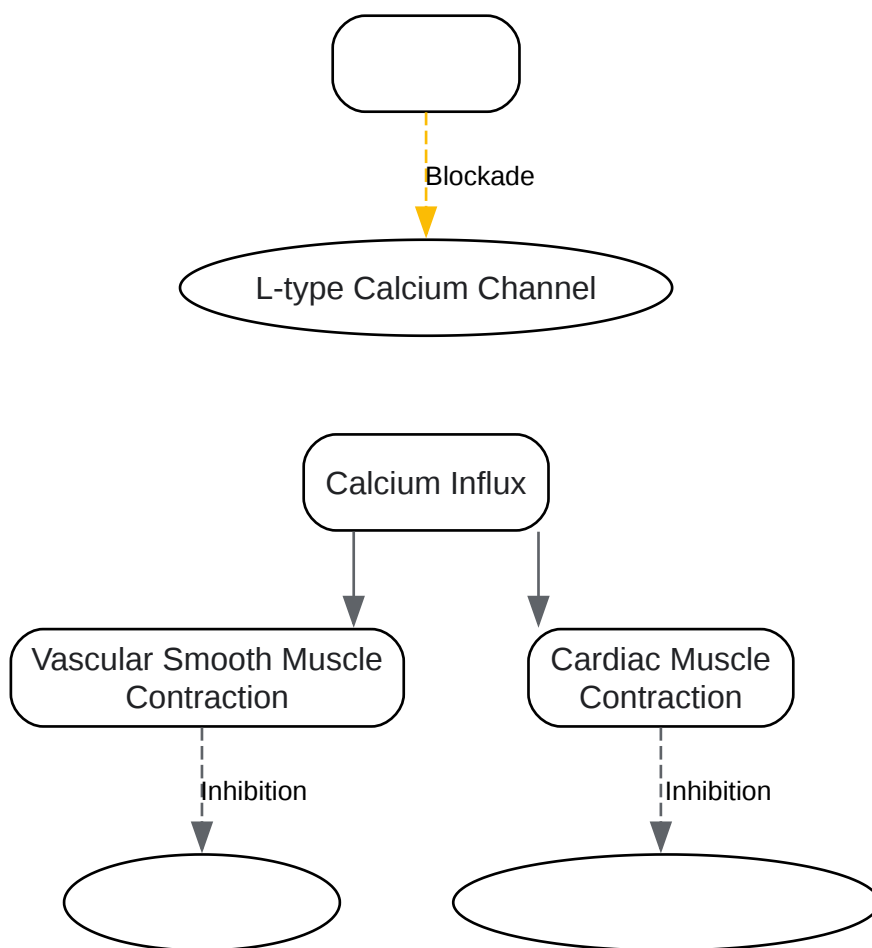 Blockade
L-type Calcium Channel
Calcium Influx
Vascular Smooth Muscle
Contraction
Cardiac Muscle
Contraction
Inhibition
Inhibition